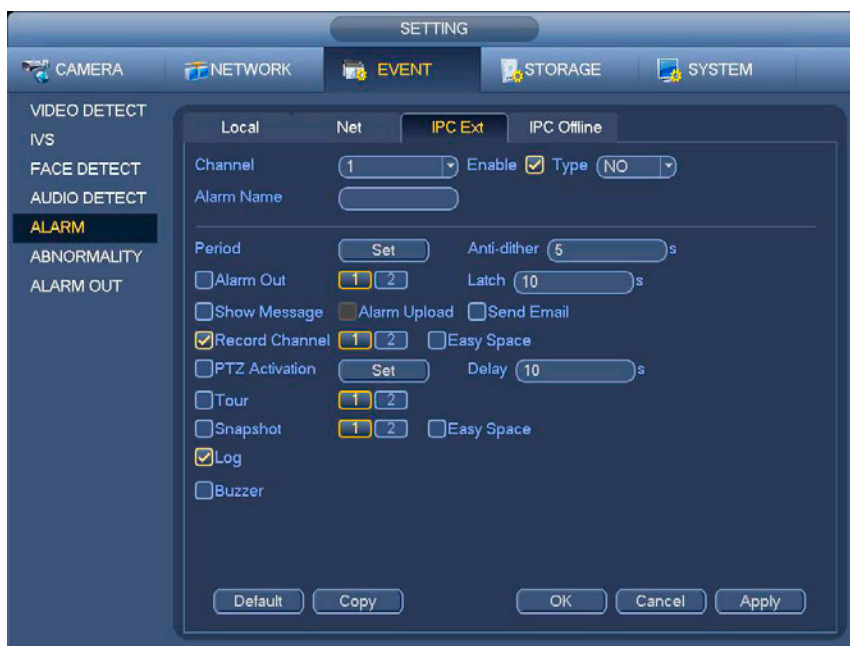 SETTING
CAMERA NETWORK EVENT STORAGE SYSTEM
VIDEO DETECT
IVS
FACE DETECT
AUDIO DETECT
ALARM
ABNORMALITY
ALARM OUT
Local Net IPC Ext IPC Offline
Channel 1 Enable Type NO
Alarm Name
Period Set Anti-dither 5 s
Alarm Out 1 2 Latch 10 s
Show Message Alarm Upload Send Email
Record Channel 1 2 Easy Space
PTZ Activation Set Delay 10 s
Tour 1 2
Snapshot 1 2 Easy Space
Log
Buzzer
Default Copy OK Cancel Apply